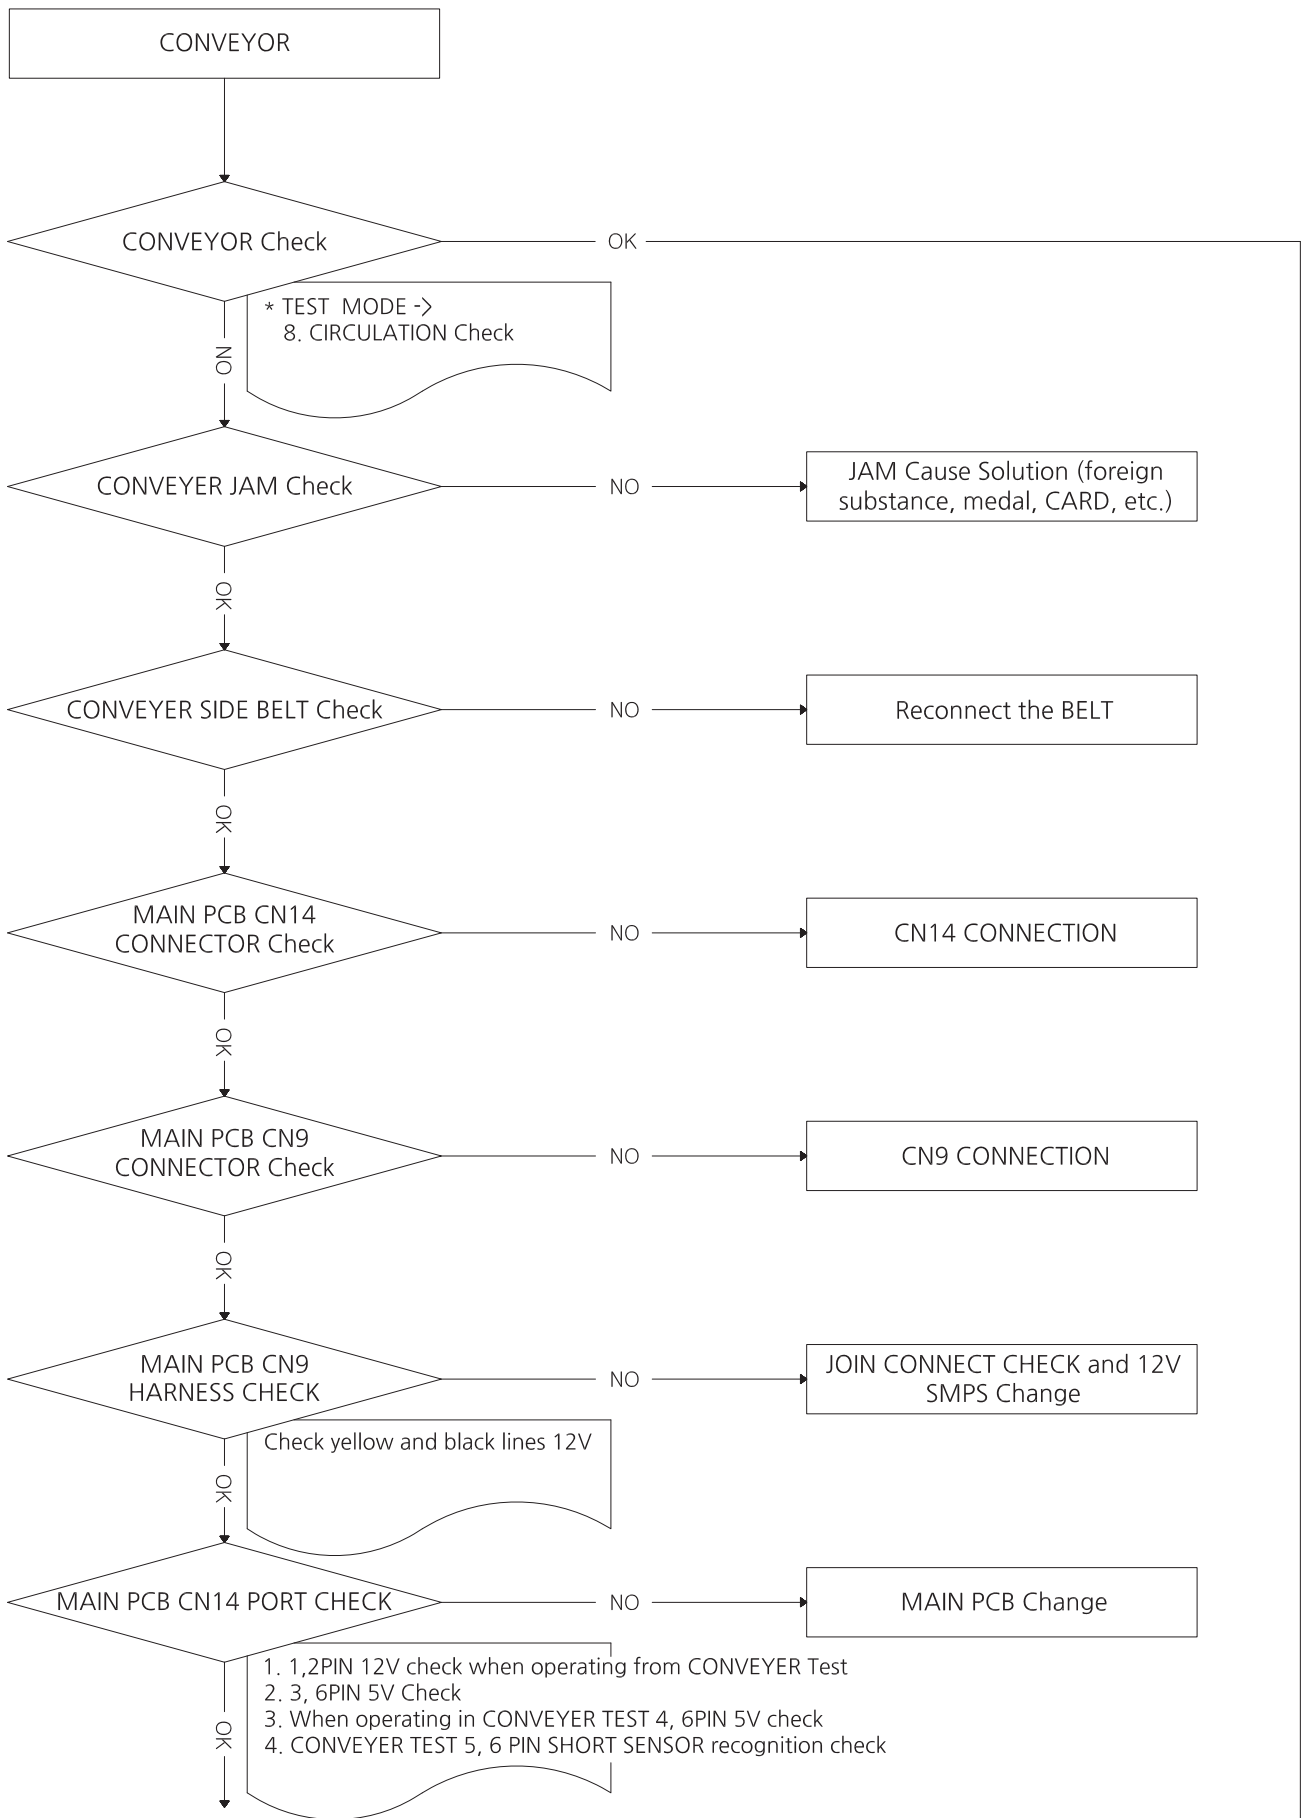 CONVEYOR
CONVEYOR Check
OK
* TEST MODE ->
8. CIRCULATION Check
NO
CONVEYER JAM Check
NO
JAM Cause Solution (foreign
substance, medal, CARD, etc.)
OK
CONVEYER SIDE BELT Check
NO
Reconnect the BELT
OK
MAIN PCB CN14
CONNECTOR Check
NO
CN14 CONNECTION
OK
MAIN PCB CN9
CONNECTOR Check
NO
CN9 CONNECTION
OK
MAIN PCB CN9
HARNESS CHECK
NO
JOIN CONNECT CHECK and 12V
SMPS Change
Check yellow and black lines 12V
OK
MAIN PCB CN14 PORT CHECK
NO
MAIN PCB Change
1. 1,2PIN 12V check when operating from CONVEYER Test
2. 3, 6PIN 5V Check
3. When operating in CONVEYER TEST 4, 6PIN 5V check
4. CONVEYER TEST 5, 6 PIN SHORT SENSOR recognition check
OK